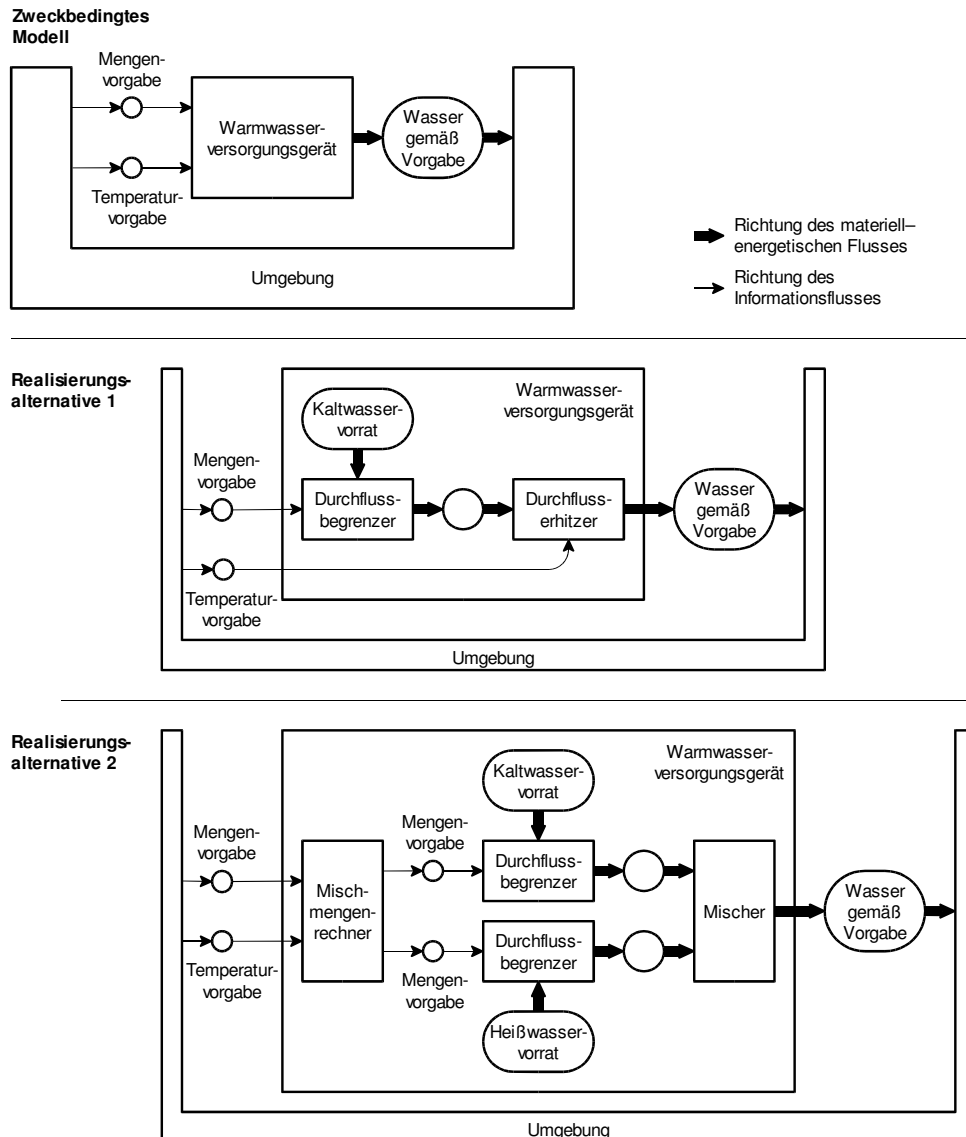 Zweckbedingtes
Modell
Mengen-
vorgabe
Warmwasser-
versorgungsgerät
Wasser
gemäß
Vorgabe
Temperatur-
vorgabe
Umgebung
Richtung des materiell–
energetischen Flusses
Richtung des
Informationsflusses
Realisierungs-
alternative 1
Warmwasser-
versorgungsgerät
Kaltwasser-
vorrat
Mengen-
vorgabe
Durchfluss-
begrenzer
Durchfluss-
erhitzer
Wasser
gemäß
Vorgabe
Temperatur-
vorgabe
Umgebung
Realisierungs-
alternative 2
Warmwasser-
versorgungsgerät
Kaltwasser-
vorrat
Mengen-
vorgabe
Mengen-
vorgabe
Durchfluss-
begrenzer
Misch-
mengen-
rechner
Mischer
Wasser
gemäß
Vorgabe
Temperatur-
vorgabe
Mengen-
vorgabe
Durchfluss-
begrenzer
Heißwasser-
vorrat
Umgebung